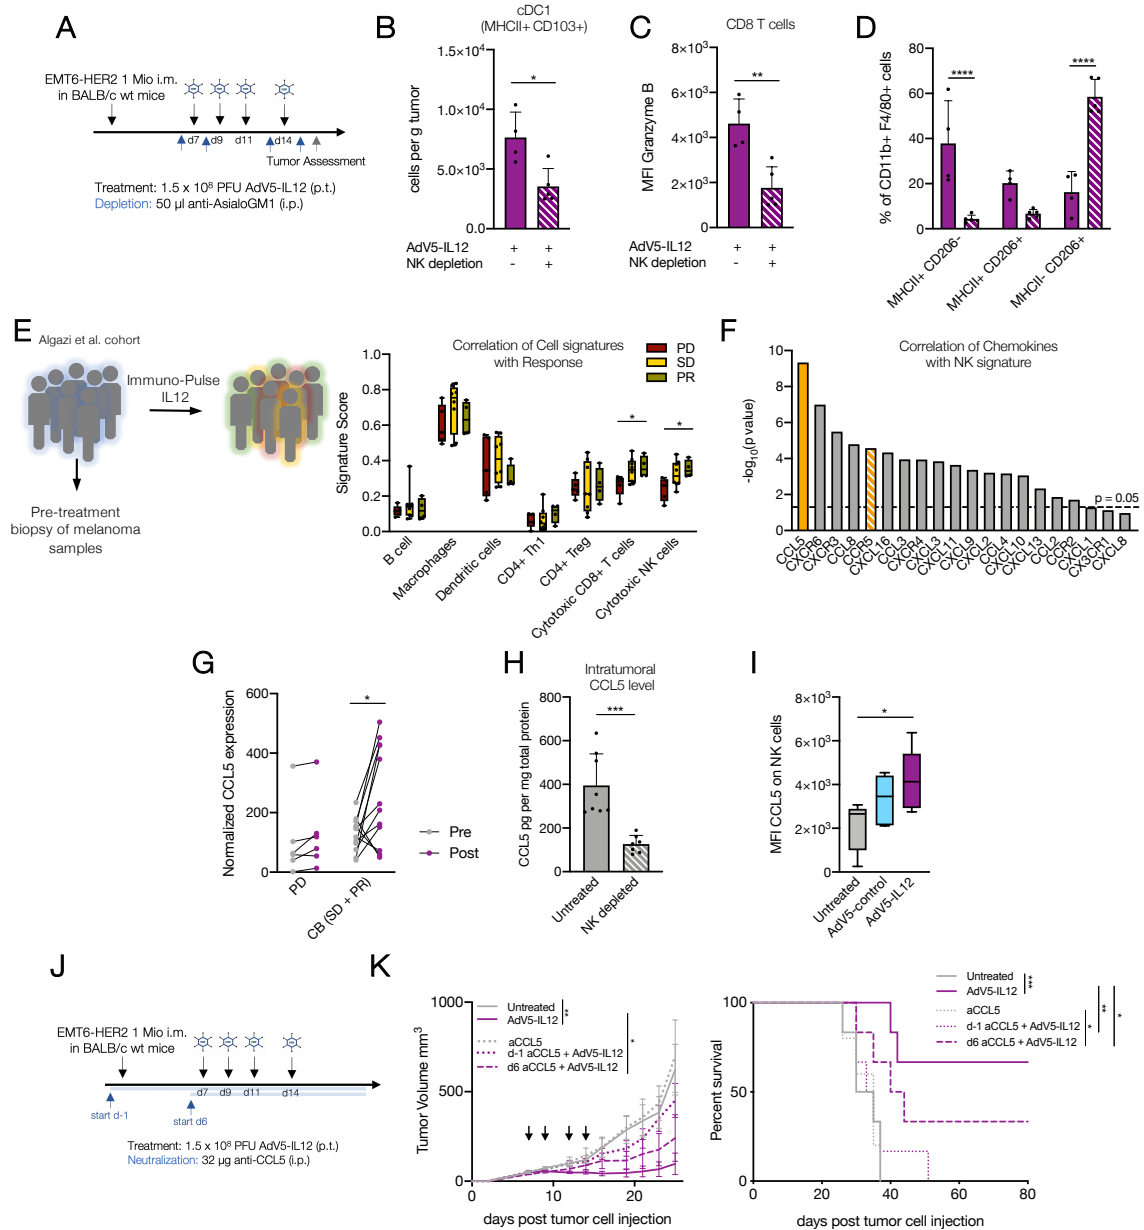 A
EMT6-HER2 1 Mio i.m.
in BALB/c wt mice
d7
d9
d11
d14
Tumor Assessment
Treatment: 1.5 x 10⁸ PFU AdV5-IL12 (p.t.)
Depletion: 50 µl anti-AsialoGM1 (i.p.)
B
cDC1
(MHCII+ CD103+)
cells per g tumor
1.5×10⁴
1.0×10⁴
5.0×10³
0.0
*
AdV5-IL12 + +
NK depletion - +
C
CD8 T cells
MFI Granzyme B
8×10³
6×10³
4×10³
2×10³
0
**
AdV5-IL12 + +
NK depletion - +
D
% of CD11b+ F4/80+ cells
80
60
40
20
0
****
****
MHCII+ CD206-
MHCII+ CD206+
MHCII- CD206+
E
Algazi et al. cohort
Immuno-Pulse
IL12
Pre-treatment
biopsy of melanoma
samples
Correlation of Cell signatures
with Response
PD
SD
PR
Signature Score
1.0
0.8
0.6
0.4
0.2
0.0
*
*
B cell
Macrophages
Dendritic cells
CD4+ Th1
CD4+ Treg
Cytotoxic CD8+ T cells
Cytotoxic NK cells
F
Correlation of Chemokines
with NK signature
-log₁₀(p value)
10
8
6
4
2
0
p = 0.05
CCL5
CXCR6
CXCR3
CCL8
CCR5
CXCL16
CCL3
CXCR4
CXCL3
CXCL11
CXCL9
CXCL2
CCL4
CXCL10
CXCL13
CCL2
CCR2
CXCL1
CX3CR1
CXCL8
G
Normalized CCL5 expression
600
400
200
0
*
PD
CB (SD + PR)
Pre
Post
H
Intratumoral
CCL5 level
CCL5 pg per mg total protein
800
600
400
200
0
***
Untreated
NK depleted
I
MFI CCL5 on NK cells
8×10³
6×10³
4×10³
2×10³
0
*
Untreated
AdV5-control
AdV5-IL12
J
EMT6-HER2 1 Mio i.m.
in BALB/c wt mice
d7
d9
d11
d14
start d-1
start d6
Treatment: 1.5 x 10⁸ PFU AdV5-IL12 (p.t.)
Neutralization: 32 µg anti-CCL5 (i.p.)
K
Tumor Volume mm³
1000
500
0
0
10
20
days post tumor cell injection
Untreated
AdV5-IL12
aCCL5
d-1 aCCL5 + AdV5-IL12
d6 aCCL5 + AdV5-IL12
**
*
Percent survival
100
50
0
0
20
40
60
80
days post tumor cell injection
Untreated
AdV5-IL12
aCCL5
d-1 aCCL5 + AdV5-IL12
d6 aCCL5 + AdV5-IL12
***
*
**
*